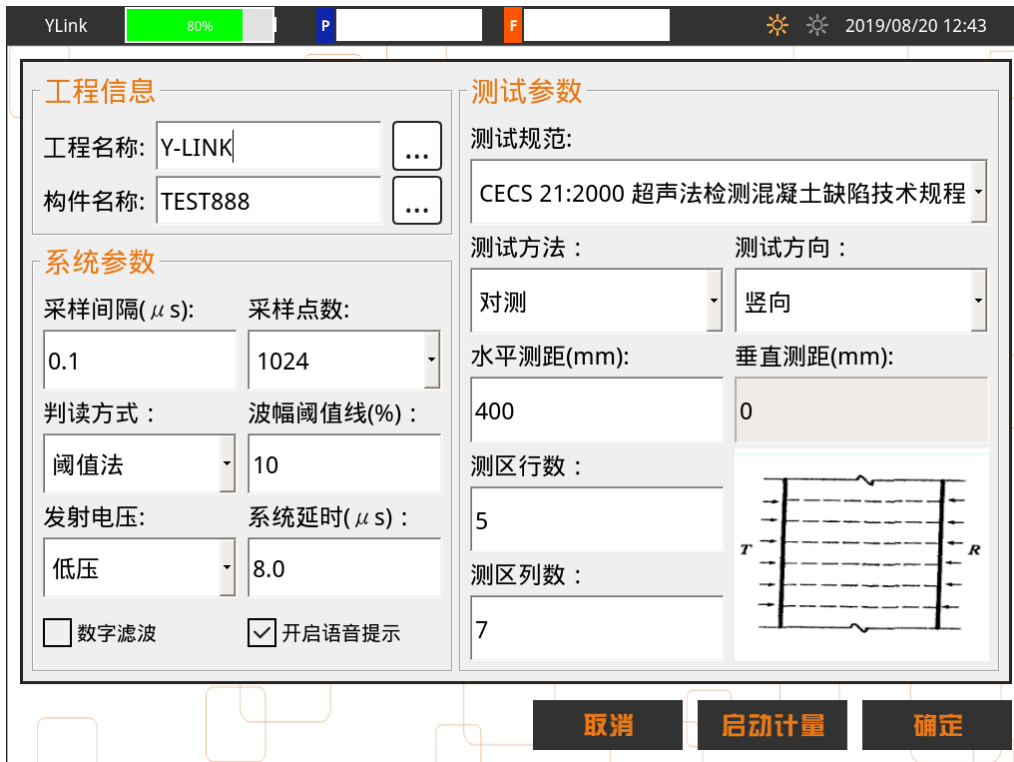 YLink 80% P F 2019/08/20 12:43
工程信息
工程名称: Y-LINK ...
构件名称: TEST888 ...
系统参数
采样间隔(μs): 采样点数:
0.1 1024
判读方式： 波幅阈值线(%)：
阈值法 10
发射电压: 系统延时(μs)：
低压 8.0
数字滤波 开启语音提示
测试参数
测试规范:
CECS 21:2000 超声法检测混凝土缺陷技术规程
测试方法： 测试方向：
对测 竖向
水平测距(mm): 垂直测距(mm):
400 0
测区行数：
5
测区列数：
7
T R
取消 启动计量 确定